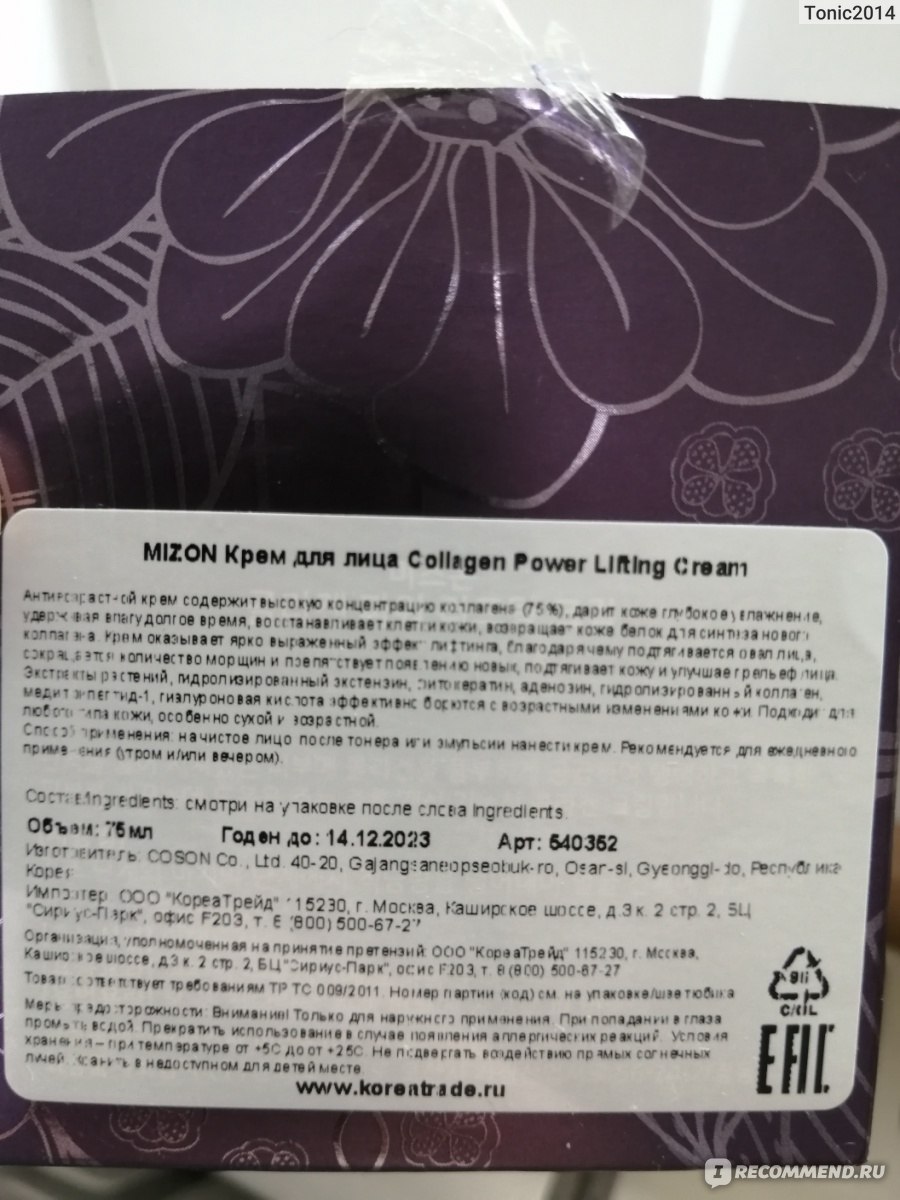 Tonic2014
MIZON Крем для лица Collagen Power Lifting Cream
Антивозрастной крем содержит высокую концентрацию коллагена (75%), дарит коже глубокое увлажнение,
удерживая влагу долгое время, восстанавливает клетки кожи, возвращает коже белок для синтеза нового
коллагена. Крем оказывает ярко выраженный эффект лифтинга, благодаря чему подтягивается овал лица,
сокращается количество морщин и препятствует появлению новых, подтягивает кожу и улучшает рельеф лица.
Экстракты растений, гидролизированный экстензин, фитокератин, аденозин, гидролизированный коллаген,
гиалуроновая кислота эффективно борются с возрастными изменениями кожи. Подходит для
любого типа кожи, особенно сухой и возрастной.
Способ применения: на чистое лицо после тонера или эмульсии нанести крем. Рекомендуется для ежедневного
применения (утром и/или вечером).
Состав/Ingredients: смотри на упаковке после слова Ingredients.
Объем: 75мл Годен до: 14.12.2023 Арт: 540352
Изготовитель: COSON Co., Ltd. 40-20, Gajangsaneopseobuk-ro, Osan-si, Gyeonggi-do, Республика
Корея
Импортер: ООО "КореаТрейд" 115230, г. Москва, Каширское шоссе, д.3 к. 2 стр. 2, БЦ
"Сириус-Парк", офис F203, т. 8 (800) 500-67-27
Организация, уполномоченная на принятие претензий: ООО "КореаТрейд" 115230, г. Москва,
Каширское шоссе, д.3 к. 2 стр. 2, БЦ "Сириус-Парк", офис F203, т. 8 (800) 500-67-27
Товар соответствует требованиям ТР ТС 009/2011. Номер партии (код) см. на упаковке/шве тюбика
Меры предосторожности: Внимание! Только для наружного применения. При попадании в глаза
промыть водой. Прекратить использование в случае появления аллергических реакций. Условия
хранения – при температуре от +5С до от +25С. Не подвергать воздействию прямых солнечных
лучей. Хранить в недоступном для детей месте.
www.koreatrade.ru
C/
EAC
IRECOMMEND.RU